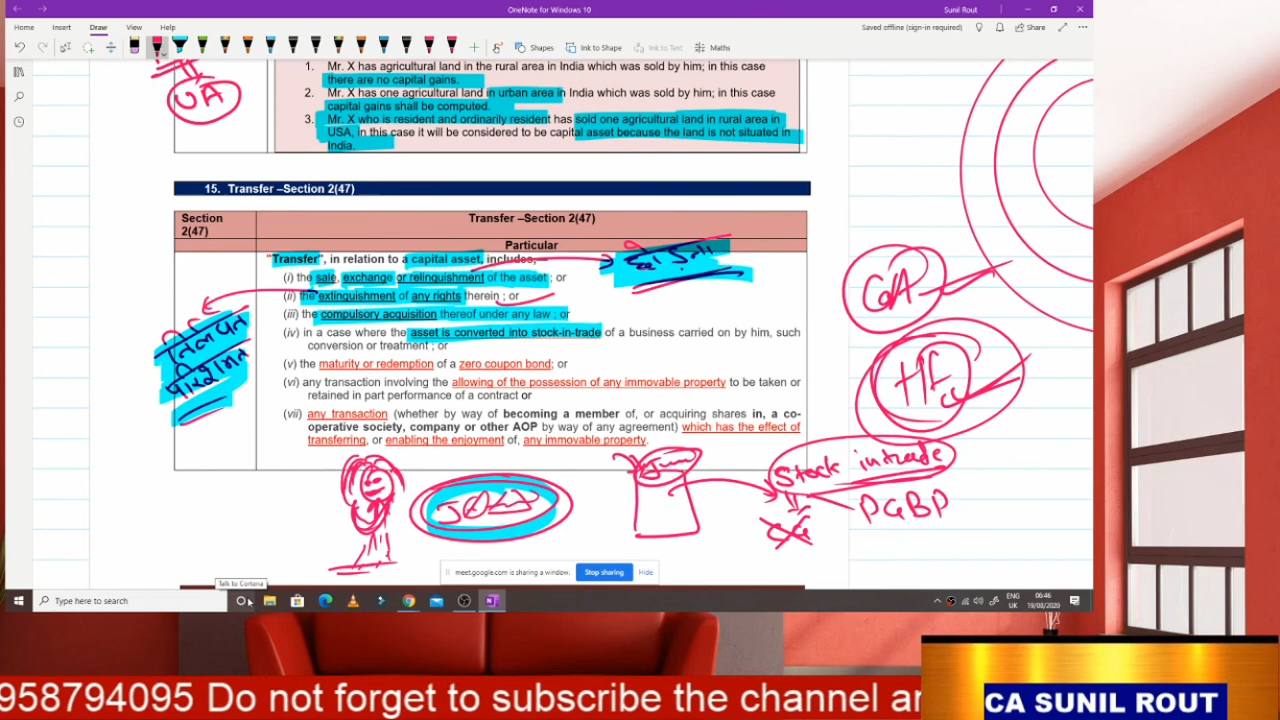 OneNote for Windows 10
Sunil Rout
Home Insert Draw View Help
Saved offline (sign-in required)
Share
Shapes
Ink to Shape
Ink to Text
Maths
1. Mr. X has agricultural land in the rural area in India which was sold by him; in this case
there are no capital gains.
2. Mr. X has one agricultural land in urban area in India which was sold by him; in this case
capital gains shall be computed.
3. Mr. X who is resident and ordinarily resident has sold one agricultural land in rural area in
USA, in this case it will be considered to be capital asset because the land is not situated in
India.
UA
15. Transfer –Section 2(47)
Section
2(47)
Transfer –Section 2(47)
Particular
"Transfer", in relation to a capital asset, includes,—
(i) the sale, exchange or relinquishment of the asset ; or
(ii) the extinguishment of any rights therein ; or
(iii) the compulsory acquisition thereof under any law ; or
(iv) in a case where the asset is converted into stock-in-trade of a business carried on by him, such
conversion or treatment ; or
(v) the maturity or redemption of a zero coupon bond; or
(vi) any transaction involving the allowing of the possession of any immovable property to be taken or
retained in part performance of a contract or
(vii) any transaction (whether by way of becoming a member of, or acquiring shares in, a co-
operative society, company or other AOP by way of any agreement) which has the effect of
transferring, or enabling the enjoyment of, any immovable property.
Stock intrade
PGBP
meet.google.com is sharing a window.
Stop sharing
Hide
Talk to Cortana
Type here to search
ENG
UK
06:46
19/08/2020
958794095 Do not forget to subscribe the channel a
CA SUNIL ROUT